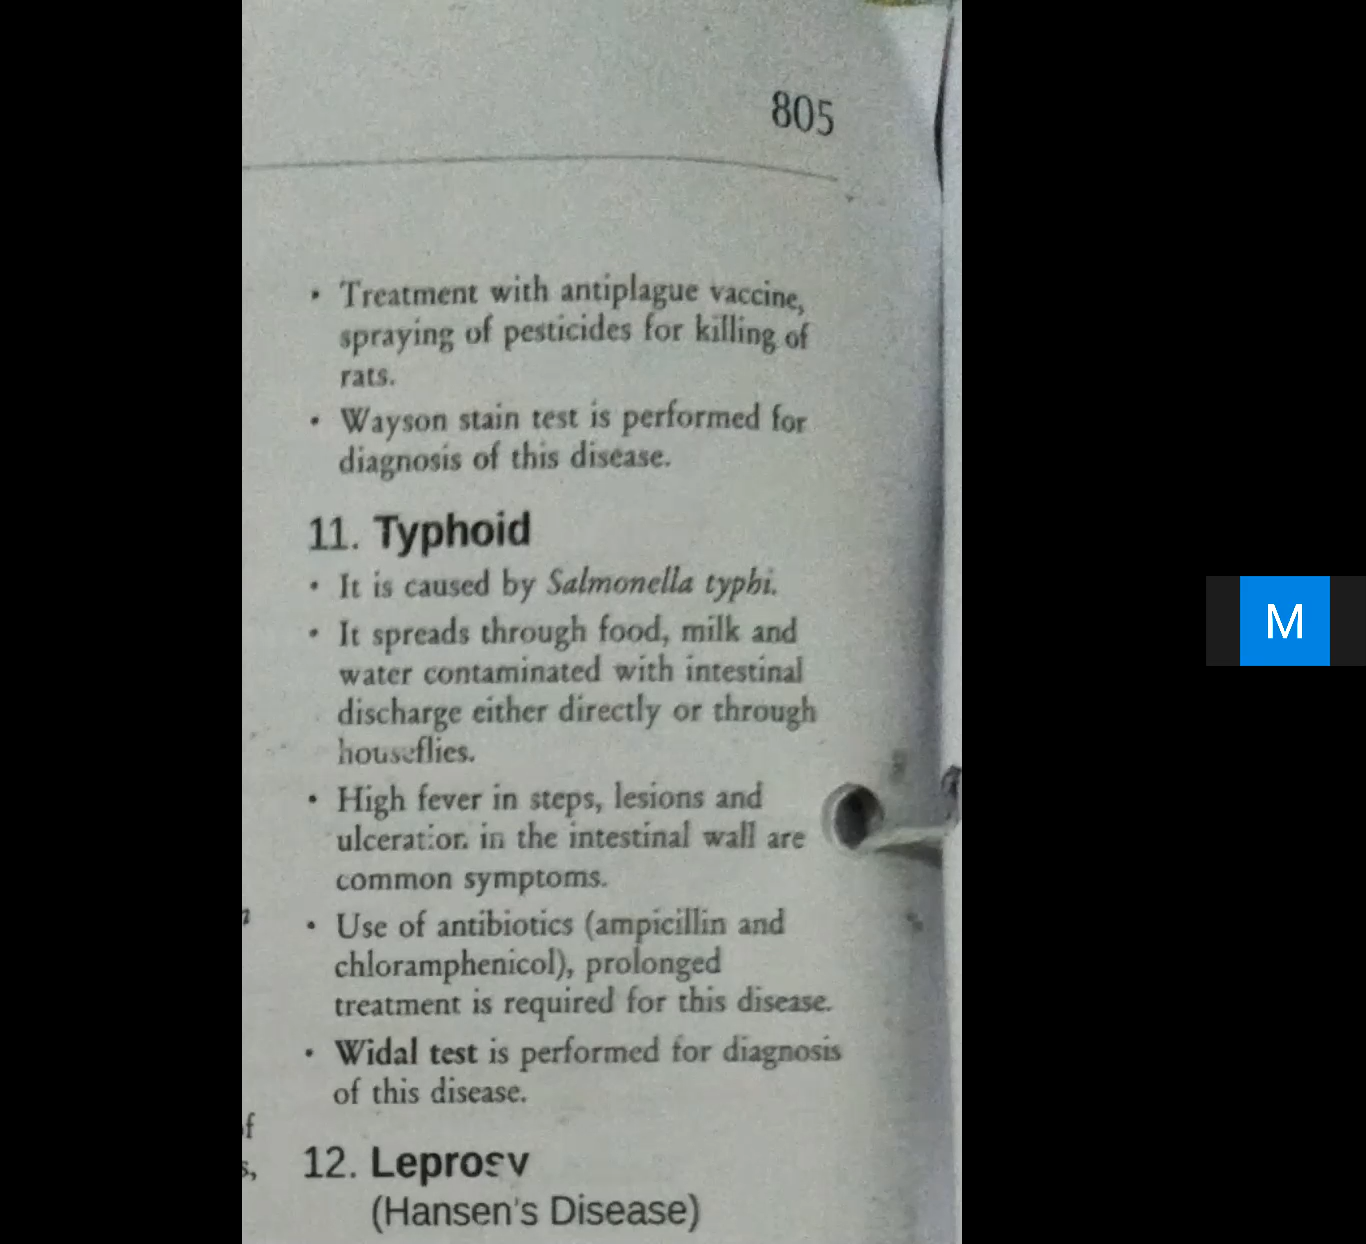 805
• Treatment with antiplague vaccine,
spraying of pesticides for killing of
rats.
• Wayson stain test is performed for
diagnosis of this disease.
11. Typhoid
• It is caused by Salmonella typhi.
• It spreads through food, milk and
water contaminated with intestinal
discharge either directly or through
houseflies.
• High fever in steps, lesions and
ulceration in the intestinal wall are
common symptoms.
• Use of antibiotics (ampicillin and
chloramphenicol), prolonged
treatment is required for this disease.
• Widal test is performed for diagnosis
of this disease.
12. Leprosy
(Hansen's Disease)
M